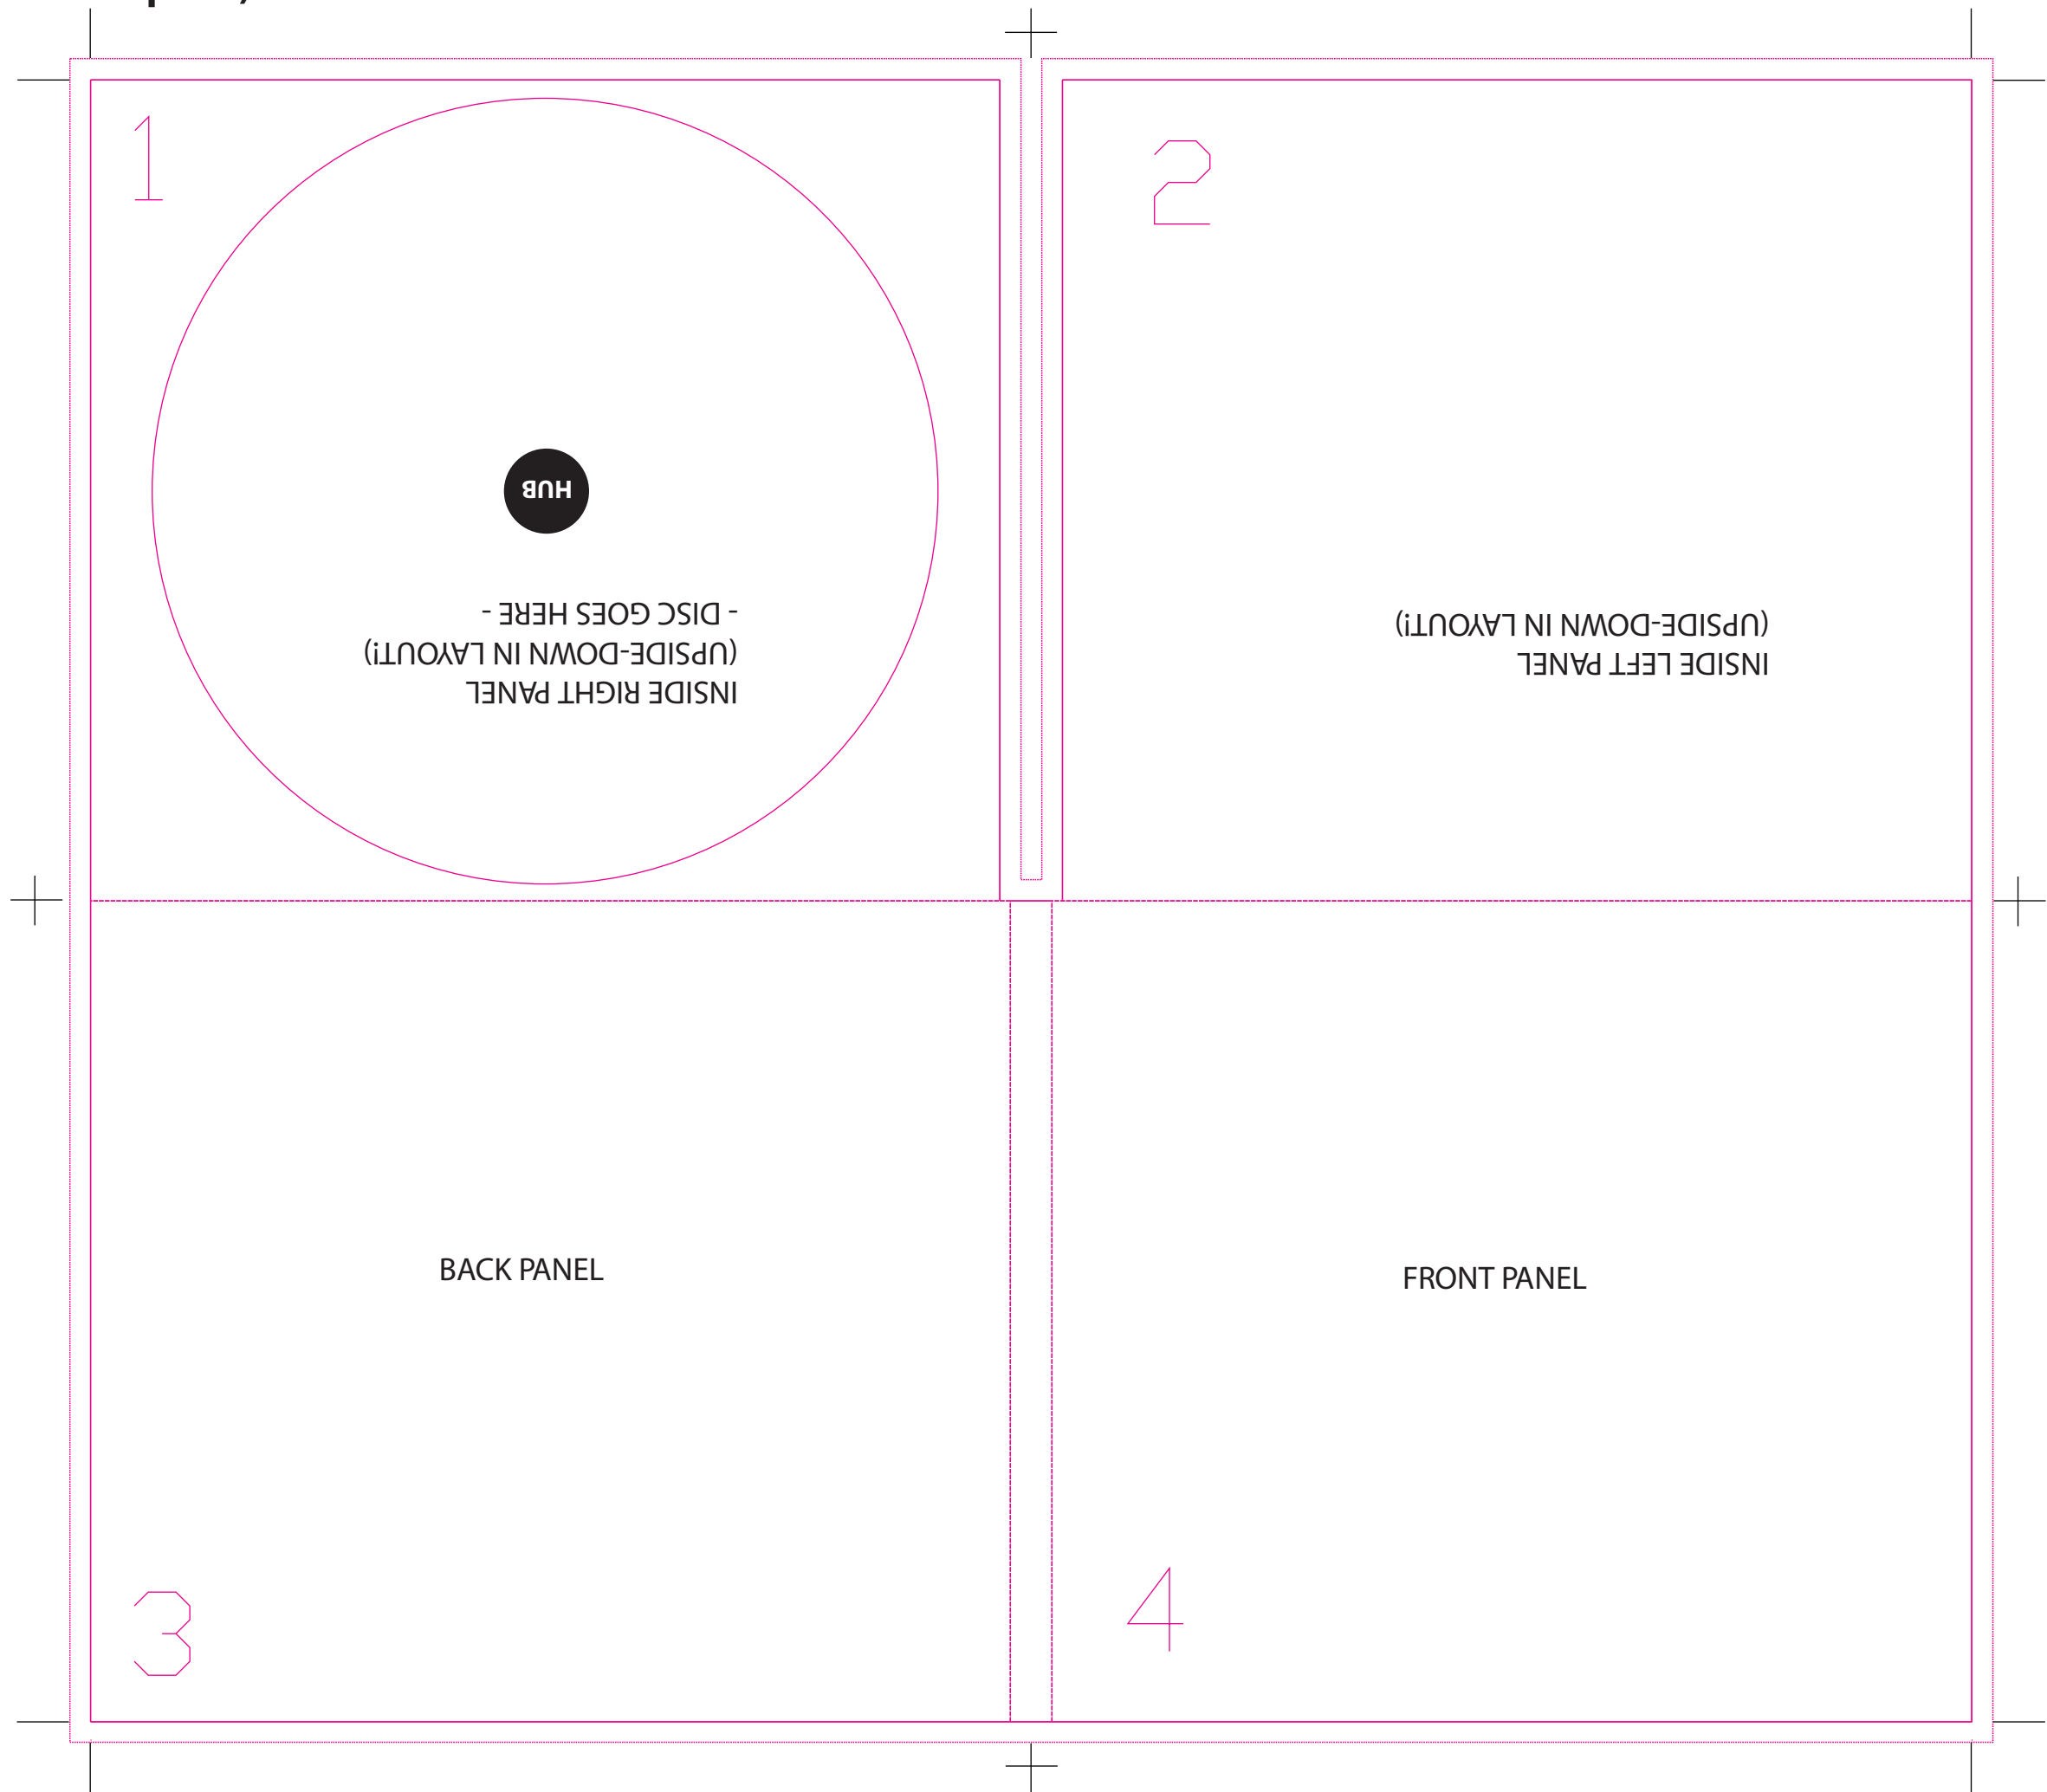 1
2
HUB
INSIDE RIGHT PANEL
(UPSIDE-DOWN IN LAYOUT!)
- DISC GOES HERE -
INSIDE LEFT PANEL
(UPSIDE-DOWN IN LAYOUT!)
BACK PANEL
FRONT PANEL
3
4